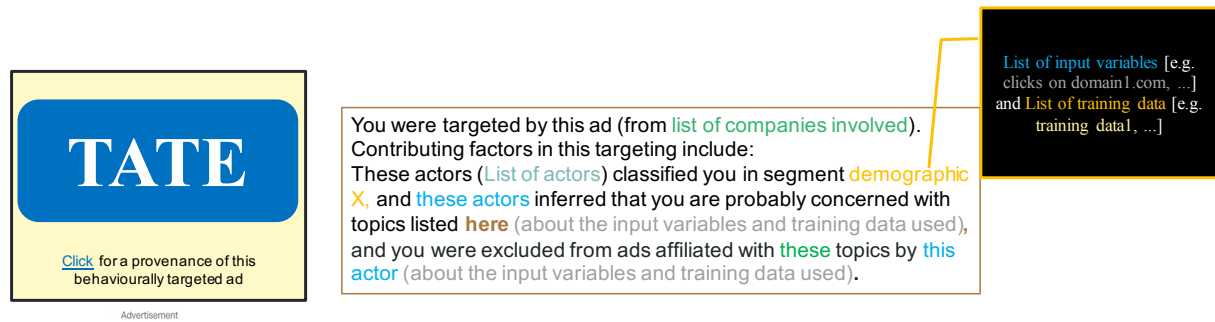 TATE
Click for a provenance of this
behaviourally targeted ad
Advertisement
You were targeted by this ad (from list of companies involved).
Contributing factors in this targeting include:
These actors (List of actors) classified you in segment demographic
X, and these actors inferred that you are probably concerned with
topics listed here (about the input variables and training data used),
and you were excluded from ads affiliated with these topics by this
actor (about the input variables and training data used).
List of input variables [e.g.
clicks on domain1.com, ...]
and List of training data [e.g.
training data1, ...]